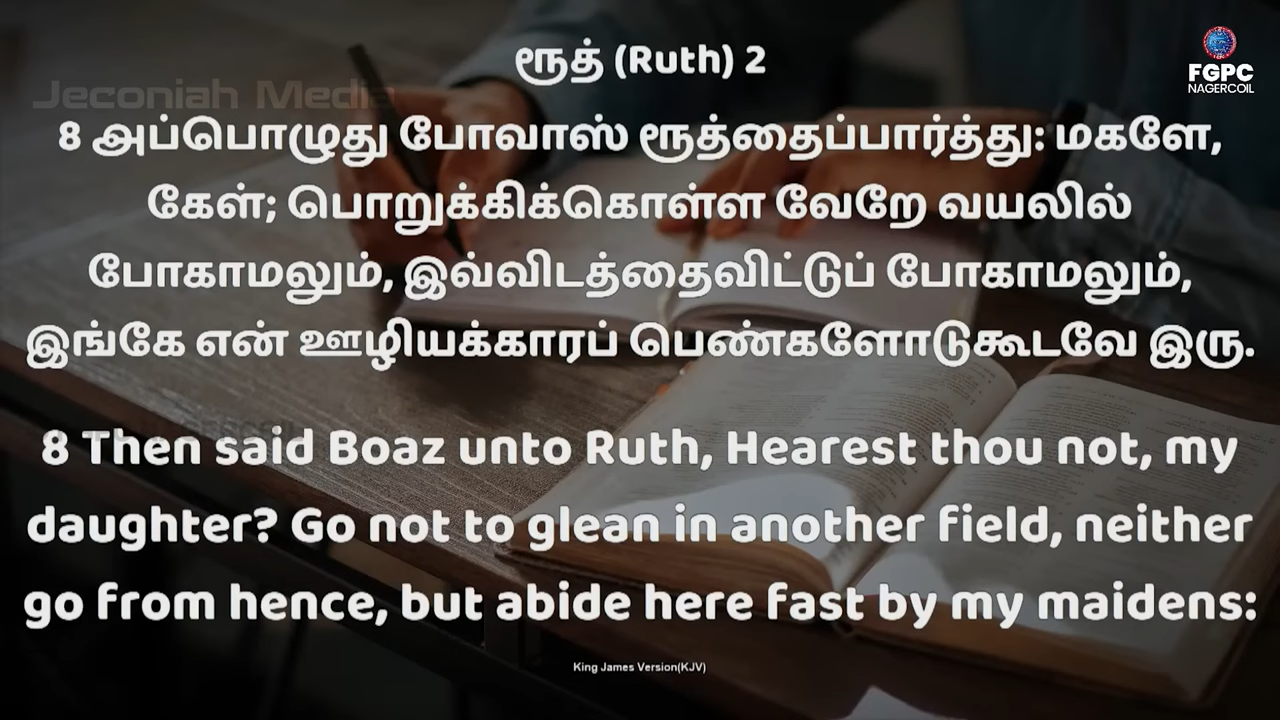 ரூத் (Ruth) 2
FGPC
NAGERCOIL
Jeconiah Media
8 அப்பொழுது போவாஸ் ரூத்தைப்பார்த்து: மகளே,
கேள்; பொறுக்கிக்கொள்ள வேறே வயலில்
போகாமலும், இவ்விடத்தைவிட்டுப் போகாமலும்,
இங்கே என் ஊழியக்காரப் பெண்களோடுகூடவே இரு.
8 Then said Boaz unto Ruth, Hearest thou not, my
daughter? Go not to glean in another field, neither
go from hence, but abide here fast by my maidens:
King James Version(KJV)